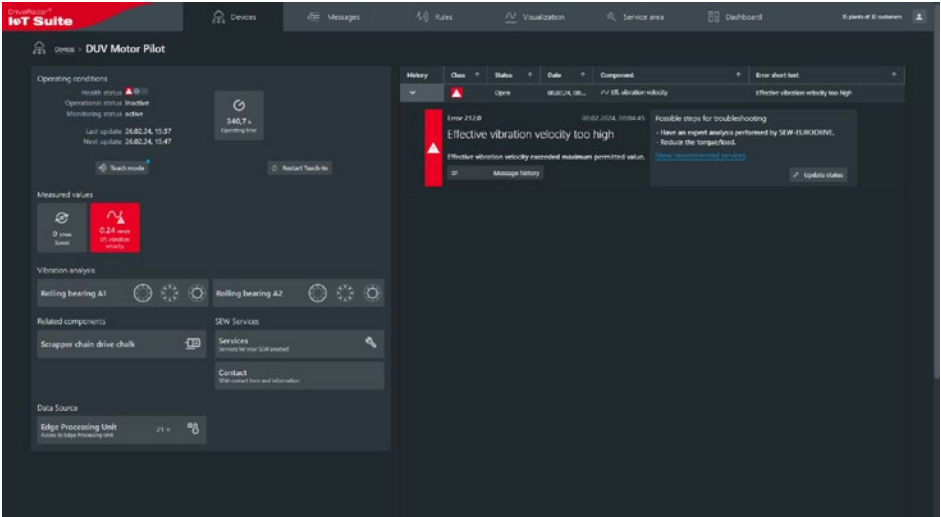 DriveRadar®
IoT Suite
Devices
Messages
Rules
Visualization
Service area
Dashboard
Devices > DUV Motor Pilot
Operating conditions
Health status
Operational status Inactive
Monitoring status active
Last update 26.02.24, 15:37
Next update 26.02.24, 15:47
340,7
Operating time
Teach mode
Restart Teach-In
Measured values
0
Speed
0.24 mm/s
Eff. vibration
velocity
Vibration analysis
Rolling bearing A1
Rolling bearing A2
Related components
SEW Services
Scrapper chain drive chalk
Services
Services for your SEW product
Contact
SEW contact form and information
Data Source
Edge Processing Unit
Access to Edge Processing Unit
History Class Status Date Component Error short text
Open Eff. vibration velocity Effective vibration velocity too high
Error 212.0
Effective vibration velocity too
high
Effective vibration velocity exceeded maximum permitted value.
Message history
Possible steps for troubleshooting
- Have an expert analysis performed by SEW-EURODRIVE.
- Reduce the torque/load.
Show recommended services
Update status